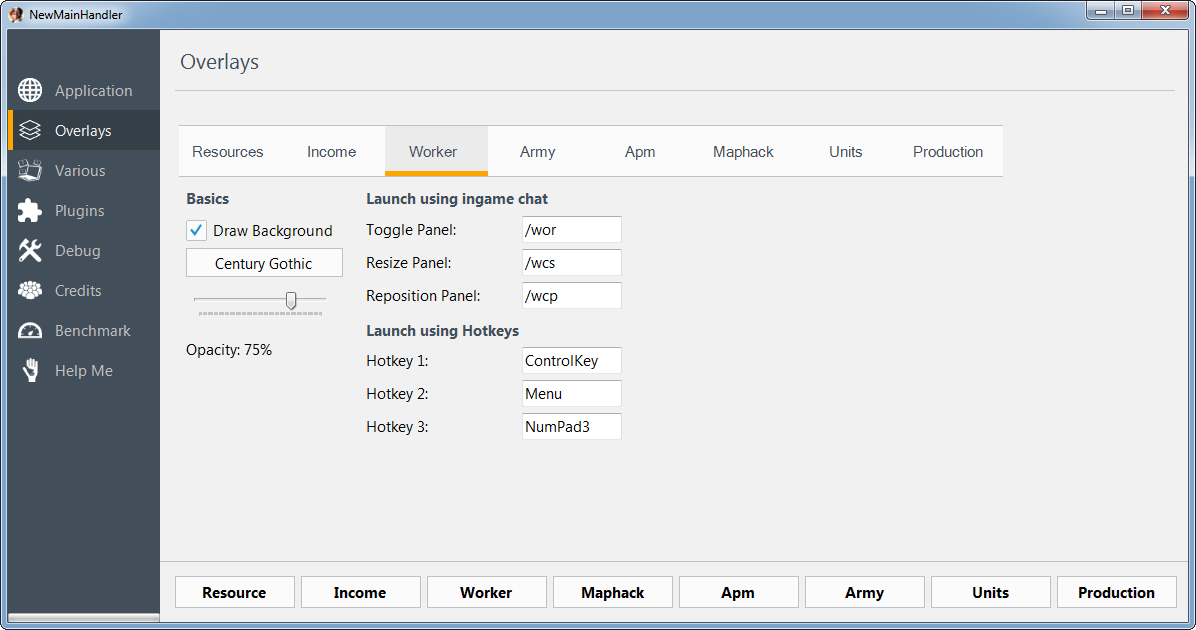 NewMainHandler
Application
Overlays
Various
Plugins
Debug
Credits
Benchmark
Help Me
Overlays
Resources Income Worker Army Apm Maphack Units Production
Basics
Draw Background
Century Gothic
Opacity: 75%
Launch using ingame chat
Toggle Panel: /wor
Resize Panel: /wcs
Reposition Panel: /wcp
Launch using Hotkeys
Hotkey 1: ControlKey
Hotkey 2: Menu
Hotkey 3: NumPad3
Resource Income Worker Maphack Apm Army Units Production